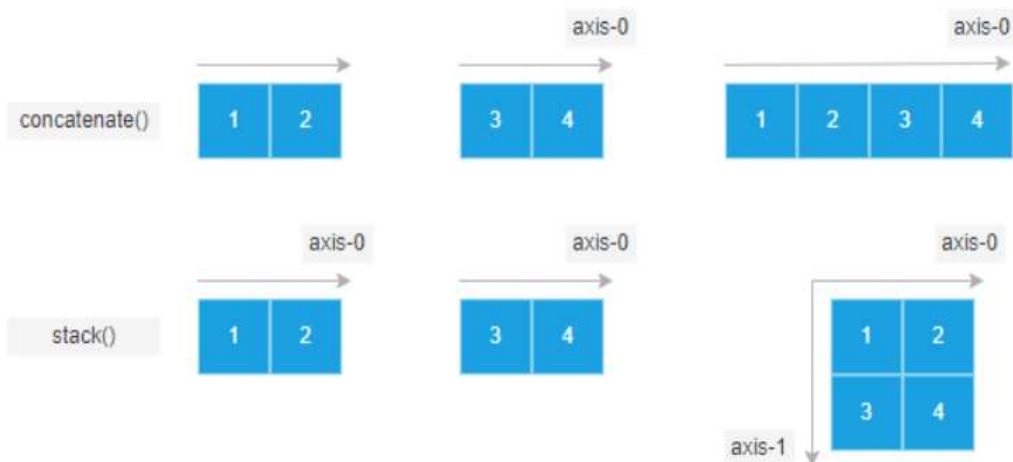 axis-0 axis-0
concatenate() 1 2 3 4 1 2 3 4
axis-0 axis-0 axis-0
stack() 1 2 3 4 1 2
3 4
axis-1